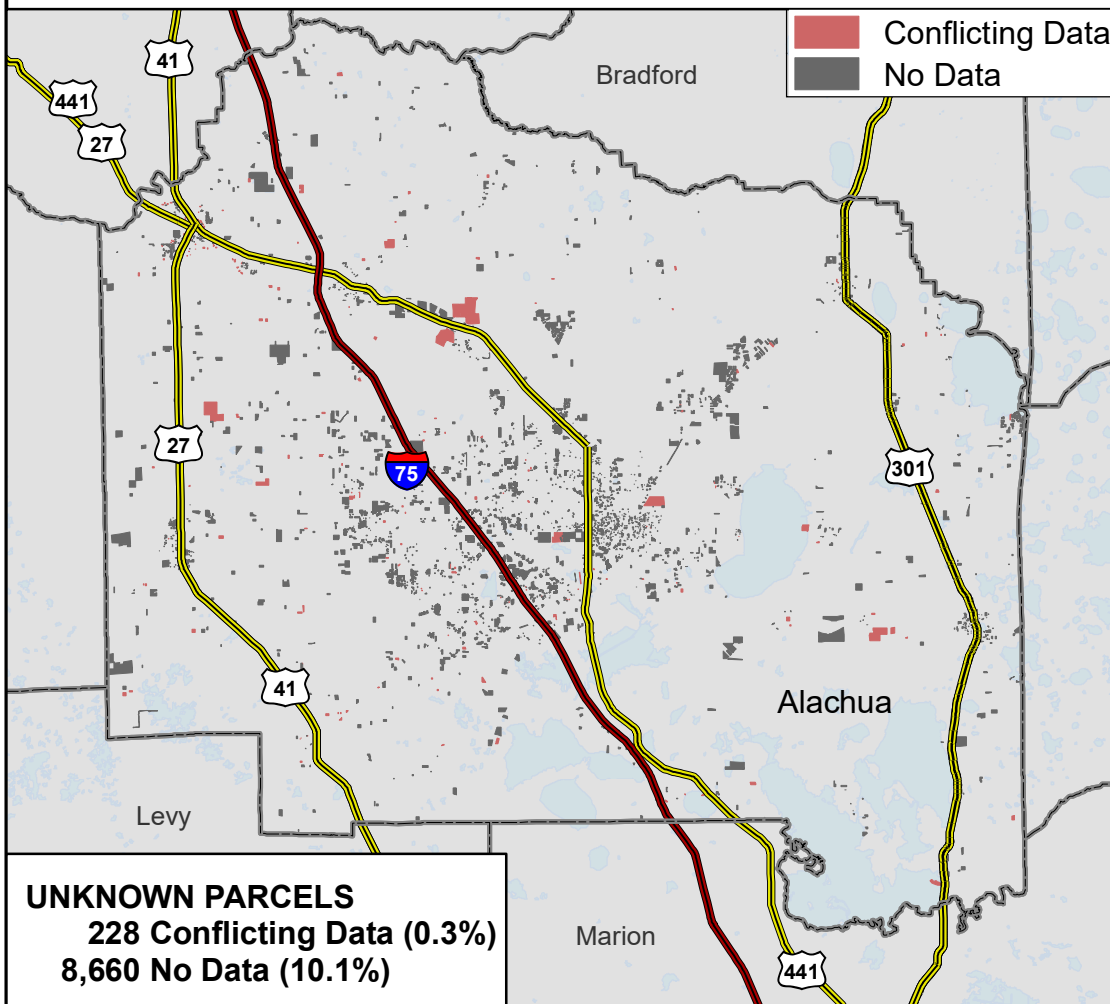 Conflicting Data
No Data
Bradford
41
441
27
27
75
301
41
Alachua
Levy
Marion
441
UNKNOWN PARCELS
228 Conflicting Data (0.3%)
8,660 No Data (10.1%)